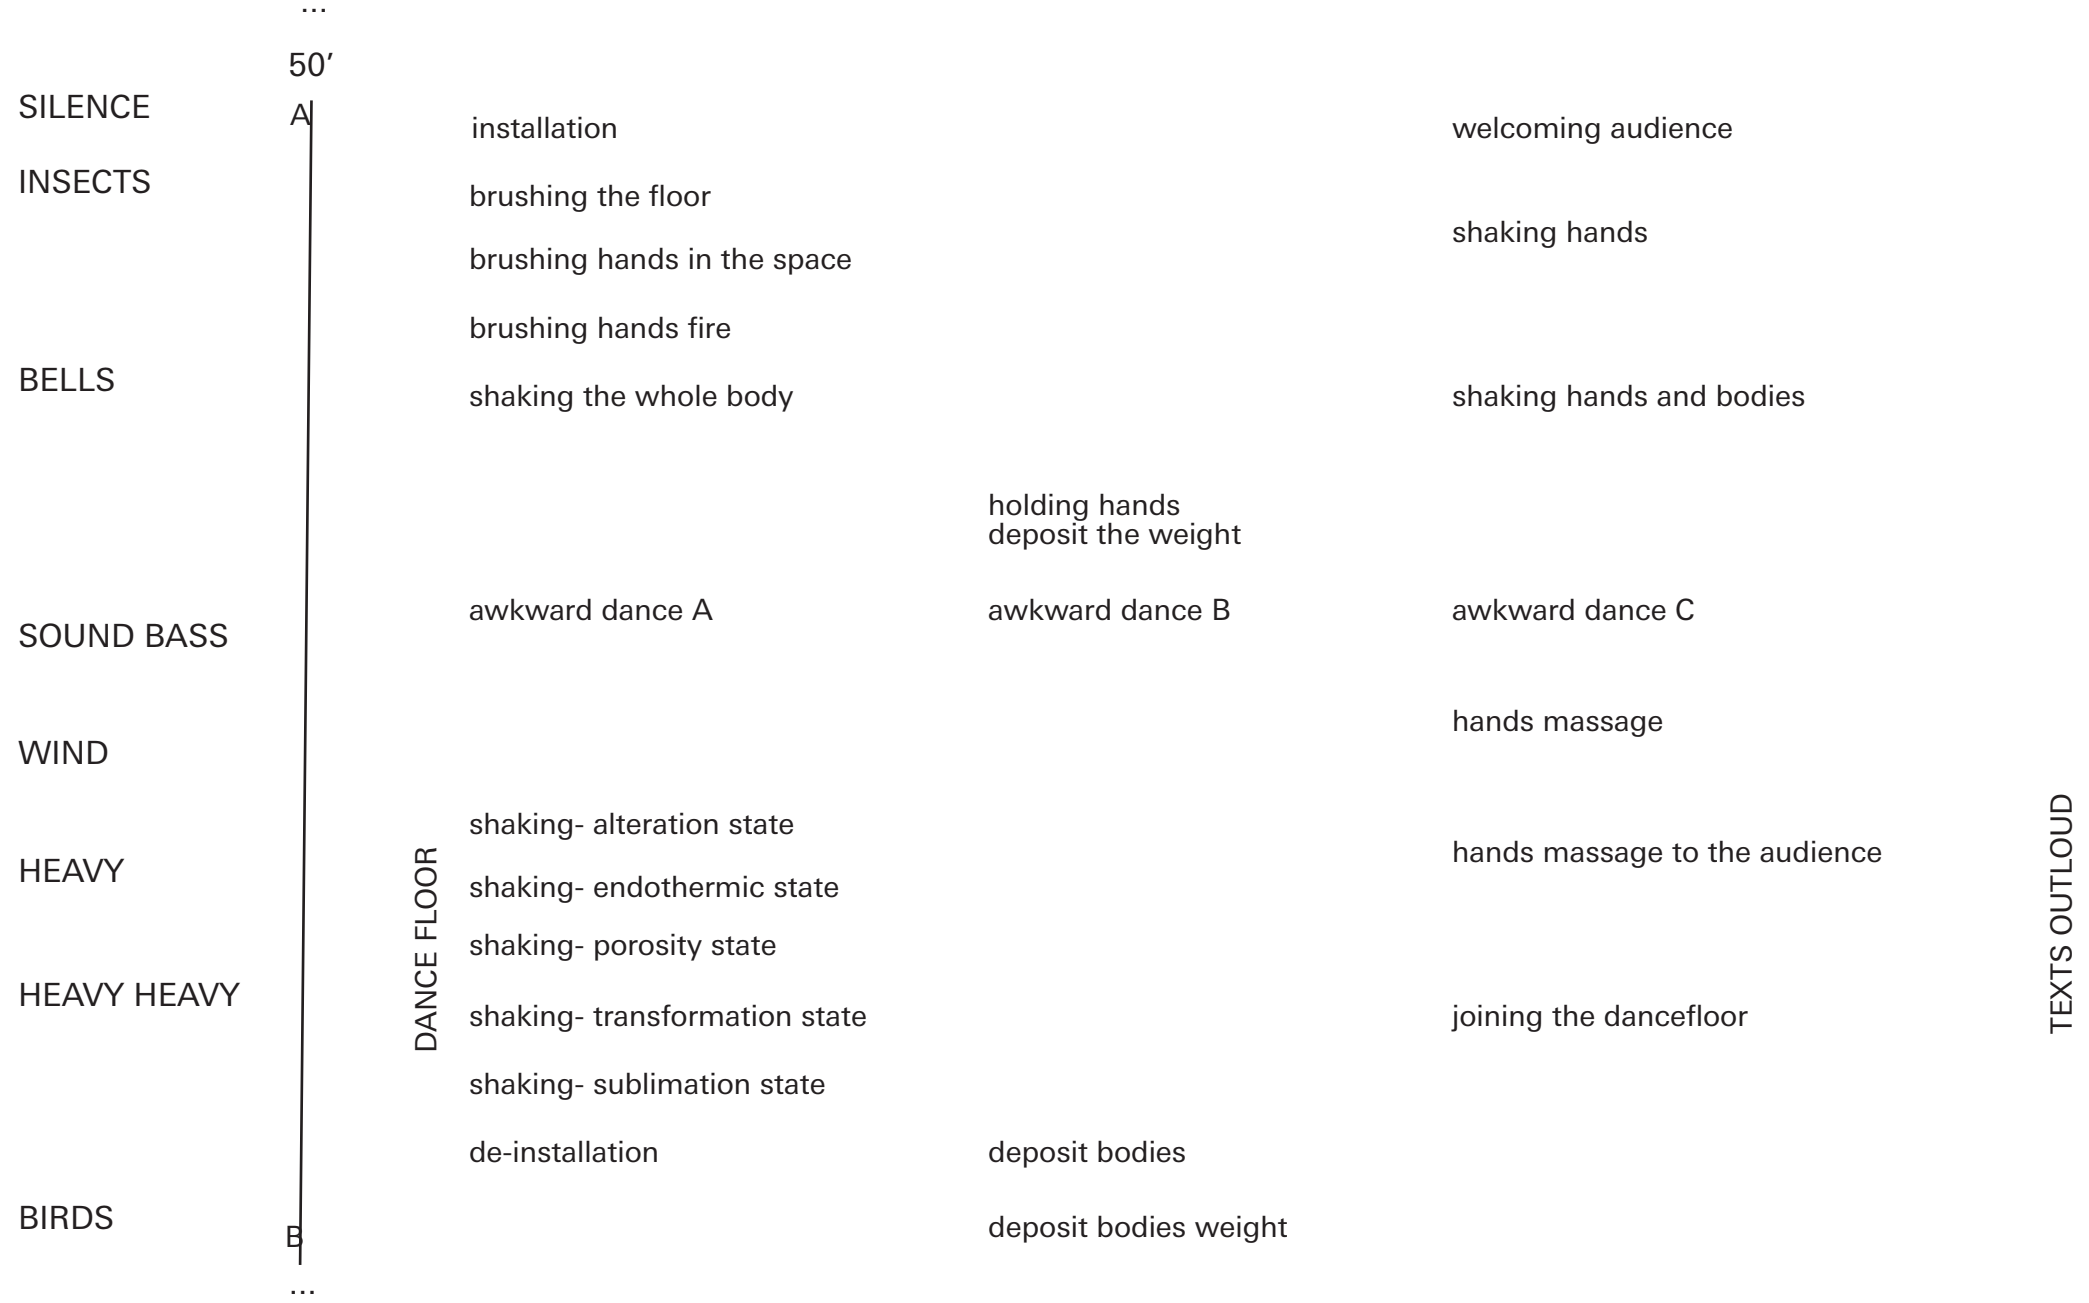 ...
50’
SILENCE
A
installation
welcoming audience
INSECTS
brushing the floor
shaking hands
brushing hands in the space
brushing hands fire
BELLS
shaking the whole body
shaking hands and bodies
holding hands
deposit the weight
awkward dance A
awkward dance B
awkward dance C
SOUND BASS
hands massage
WIND
DANCE FLOOR
shaking- alteration state
hands massage to the audience
TEXTS OUTLOUD
HEAVY
shaking- endothermic state
shaking- porosity state
HEAVY HEAVY
shaking- transformation state
joining the dancefloor
shaking- sublimation state
de-installation
deposit bodies
BIRDS
deposit bodies weight
B
...